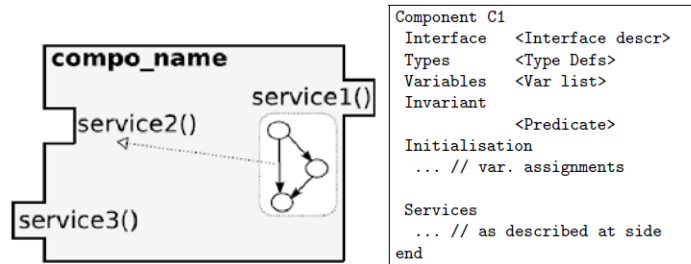 compo_name
service1()
service2()
service3()
Component C1
Interface <Interface descr>
Types <Type Defs>
Variables <Var list>
Invariant
<Predicate>
Initialisation
... // var. assignments
Services
... // as described at side
end